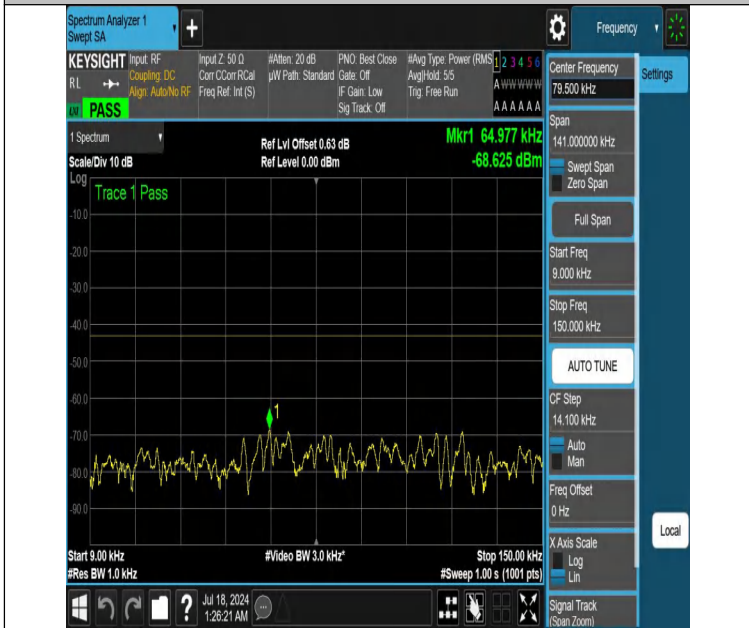 Spectrum Analyzer 1
Swept SA
+
Frequency
KEYSIGHT
RL
PASS
Input: RF
Coupling: DC
Align: Auto/No RF
Input Z: 50 Ω
Corr CCorr RCal
Freq Ref: Int (S)
#Atten: 20 dB
µW Path: Standard
PNO: Best Close
Gate: Off
IF Gain: Low
Sig Track: Off
#Avg Type: Power (RMS
Avg|Hold: 5/5
Trig: Free Run
1 2 3 4 5 6
A W W W W W
A A A A A A
1 Spectrum
Scale/Div 10 dB
Log
Ref Lvl Offset 0.63 dB
Ref Level 0.00 dBm
Mkr1 64.977 kHz
-68.625 dBm
Trace 1 Pass
-10.0
-20.0
-30.0
-40.0
-50.0
-60.0
1
-70.0
-80.0
-90.0
Start 9.00 kHz
#Res BW 1.0 kHz
#Video BW 3.0 kHz*
Stop 150.00 kHz
#Sweep 1.00 s (1001 pts)
?
Jul 18, 2024
1:26:21 AM
Center Frequency
79.500 kHz
Span
141.000000 kHz
Swept Span
Zero Span
Full Span
Start Freq
9.000 kHz
Stop Freq
150.000 kHz
AUTO TUNE
CF Step
14.100 kHz
Auto
Man
Freq Offset
0 Hz
X Axis Scale
Log
Lin
Signal Track
(Span Zoom)
Settings
Local